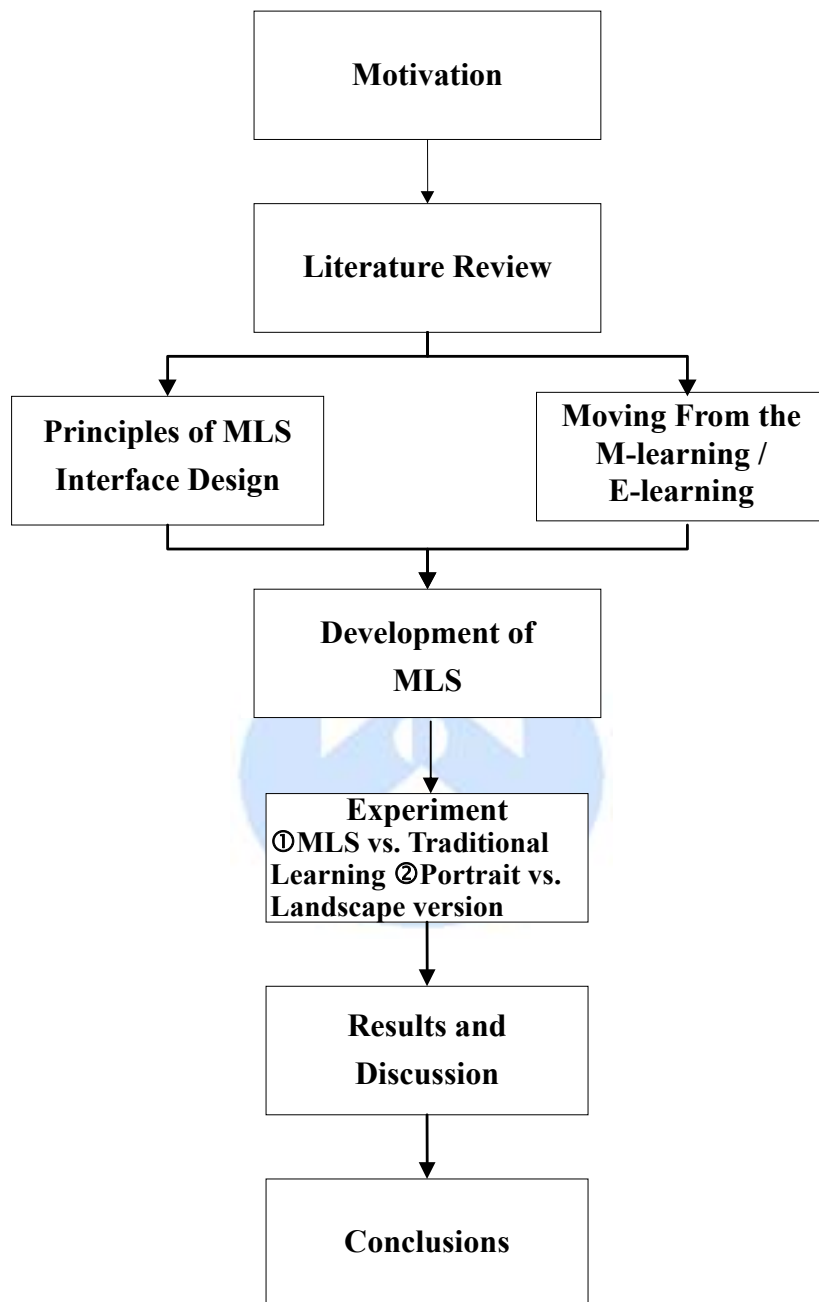 Motivation
Literature Review
Principles of MLS
Interface Design
Moving From the
M-learning /
E-learning
Development of
MLS
Experiment
①MLS vs. Traditional
Learning ②Portrait vs.
Landscape version
Results and
Discussion
Conclusions